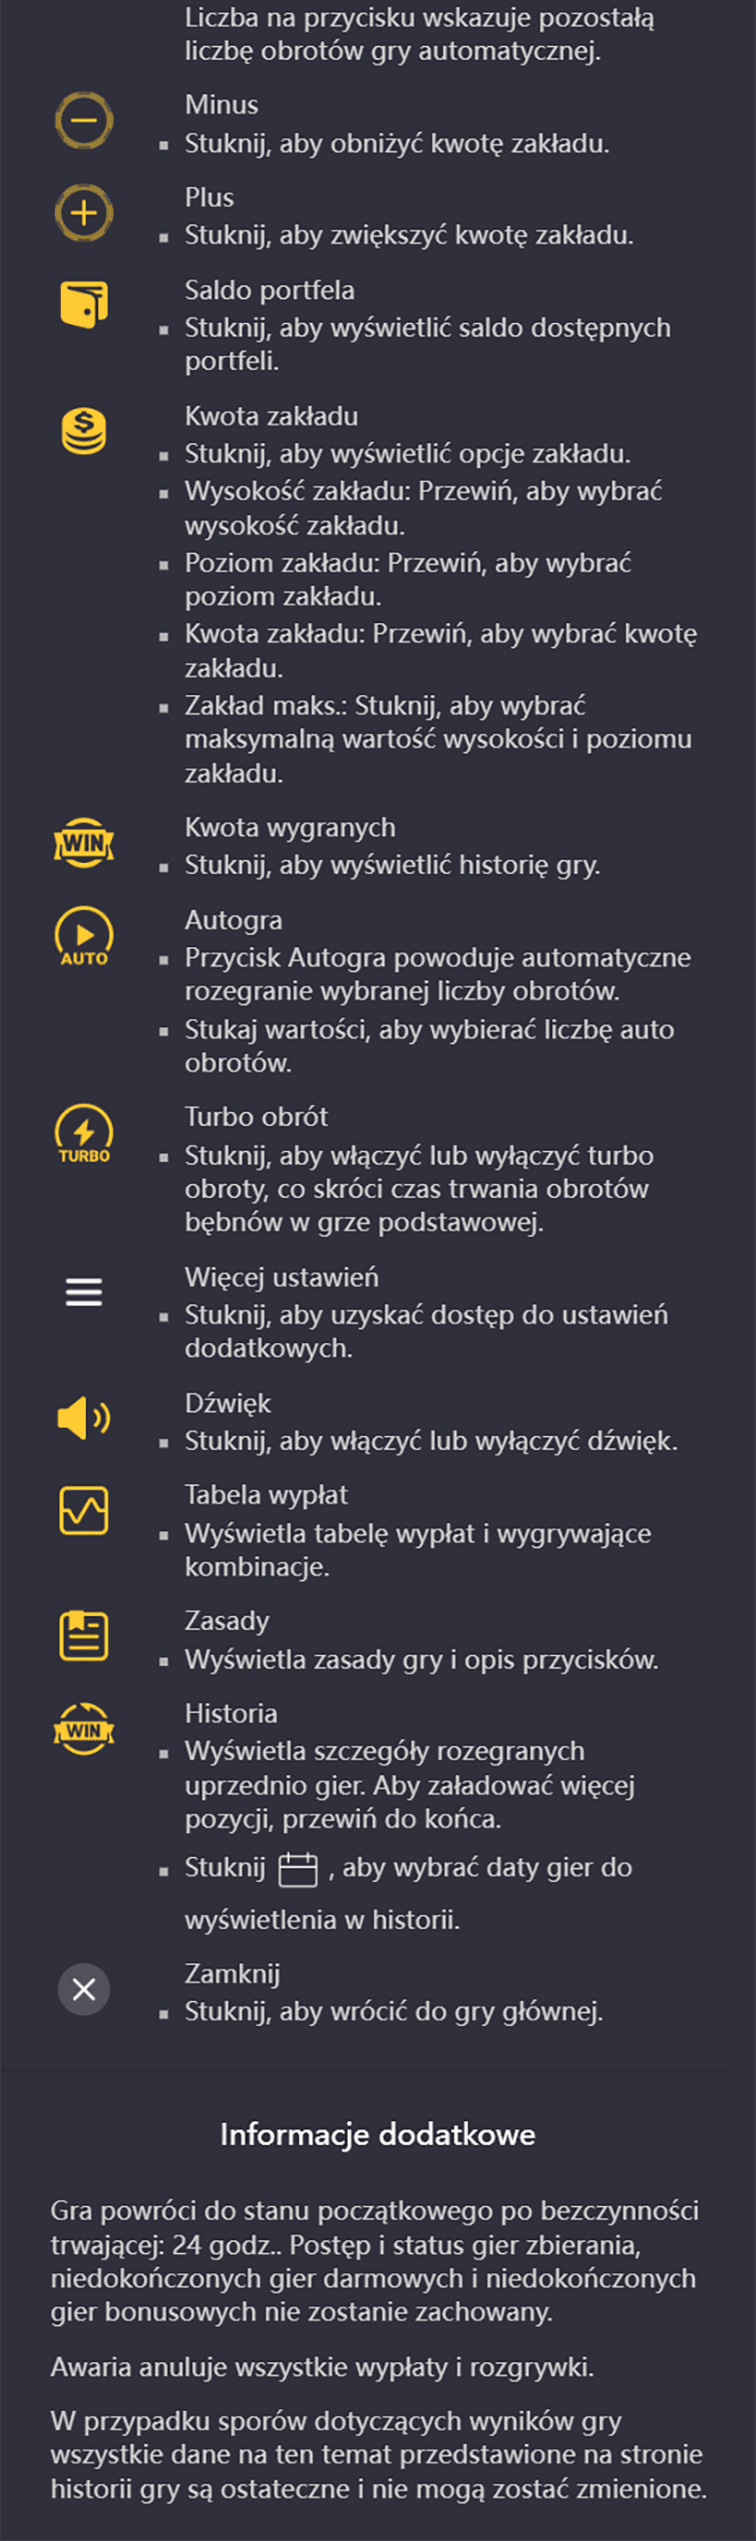 Liczba na przycisku wskazuje pozostałą
liczbę obrotów gry automatycznej.
Minus
▪ Stuknij, aby obniżyć kwotę zakładu.
Plus
▪ Stuknij, aby zwiększyć kwotę zakładu.
Saldo portfela
▪ Stuknij, aby wyświetlić saldo dostępnych
portfeli.
Kwota zakładu
▪ Stuknij, aby wyświetlić opcje zakładu.
▪ Wysokość zakładu: Przewiń, aby wybrać
wysokość zakładu.
▪ Poziom zakładu: Przewiń, aby wybrać
poziom zakładu.
▪ Kwota zakładu: Przewiń, aby wybrać kwotę
zakładu.
▪ Zakład maks.: Stuknij, aby wybrać
maksymalną wartość wysokości i poziomu
zakładu.
WIN
Kwota wygranych
▪ Stuknij, aby wyświetlić historię gry.
AUTO
Autogra
▪ Przycisk Autogra powoduje automatyczne
rozegranie wybranej liczby obrotów.
▪ Stukaj wartości, aby wybierać liczbę auto
obrotów.
TURBO
Turbo obrót
▪ Stuknij, aby włączyć lub wyłączyć turbo
obroty, co skróci czas trwania obrotów
bębnów w grze podstawowej.
Więcej ustawień
▪ Stuknij, aby uzyskać dostęp do ustawień
dodatkowych.
Dźwięk
▪ Stuknij, aby włączyć lub wyłączyć dźwięk.
Tabela wypłat
▪ Wyświetla tabelę wypłat i wygrywające
kombinacje.
Zasady
▪ Wyświetla zasady gry i opis przycisków.
WIN
Historia
▪ Wyświetla szczegóły rozegranych
uprzednio gier. Aby załadować więcej
pozycji, przewiń do końca.
▪ Stuknij , aby wybrać daty gier do
wyświetlenia w historii.
Zamknij
▪ Stuknij, aby wrócić do gry głównej.
Informacje dodatkowe
Gra powróci do stanu początkowego po bezczynności
trwającej: 24 godz.. Postęp i status gier zbierania,
niedokończonych gier darmowych i niedokończonych
gier bonusowych nie zostanie zachowany.
Awaria anuluje wszystkie wypłaty i rozgrywki.
W przypadku sporów dotyczących wyników gry
wszystkie dane na ten temat przedstawione na stronie
historii gry są ostateczne i nie mogą zostać zmienione.